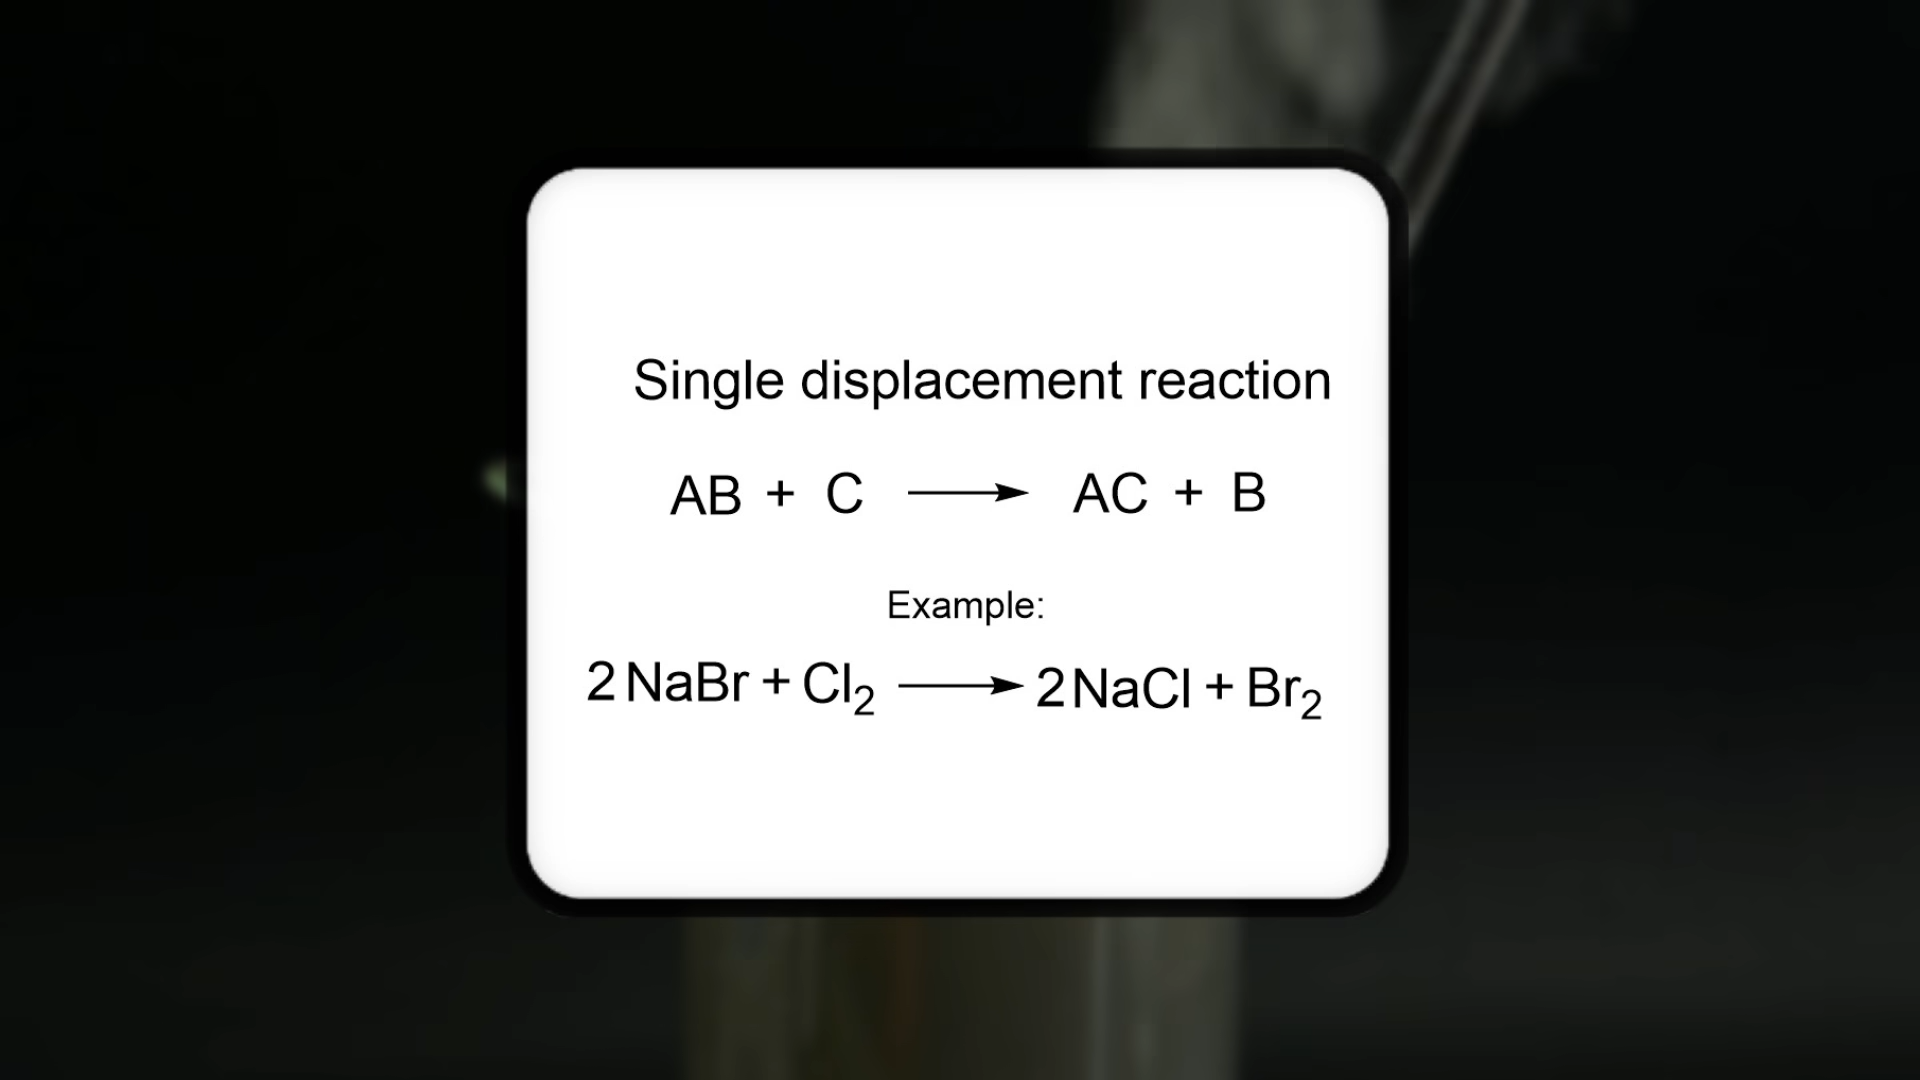 Single displacement reaction
AB + C ⟶ AC + B
Example:
2 NaBr + Cl₂ ⟶ 2 NaCl + Br₂